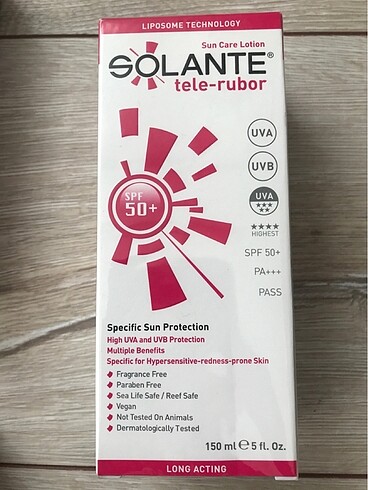 LIPOSOME TECHNOLOGY
Sun Care Lotion
SOLANTE®
tele-rubor
UVA
UVB
SPF
50+
UVA
★★★
★★
★★★★
HIGHEST
SPF 50+
PA+++
PASS
Specific Sun Protection
High UVA and UVB Protection
Multiple Benefits
Specific for Hypersensitive-redness-prone Skin
Fragrance Free
Paraben Free
Sea Life Safe / Reef Safe
Vegan
Not Tested On Animals
Dermatologically Tested
150 ml ℮ 5 fl. Oz.
LONG ACTING